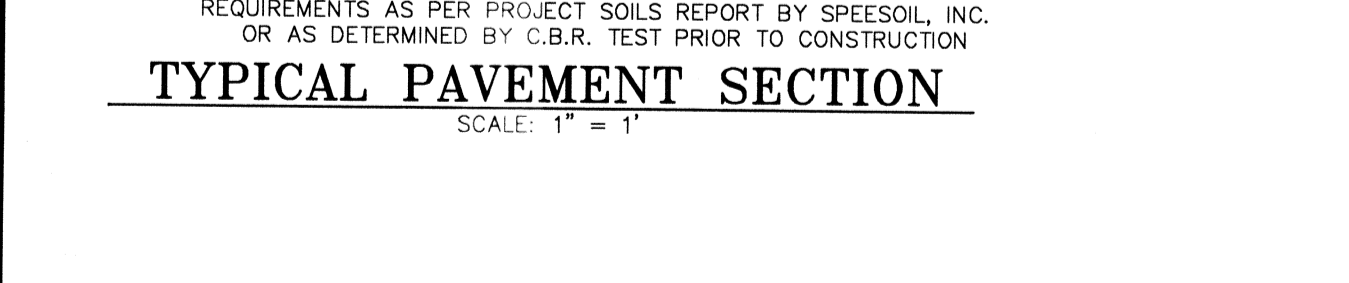 REQUIREMENTS AS PER PROJECT SOILS REPORT BY SPEESOIL, INC.
OR AS DETERMINED BY C.B.R. TEST PRIOR TO CONSTRUCTION
TYPICAL PAVEMENT SECTION
SCALE: 1" = 1'